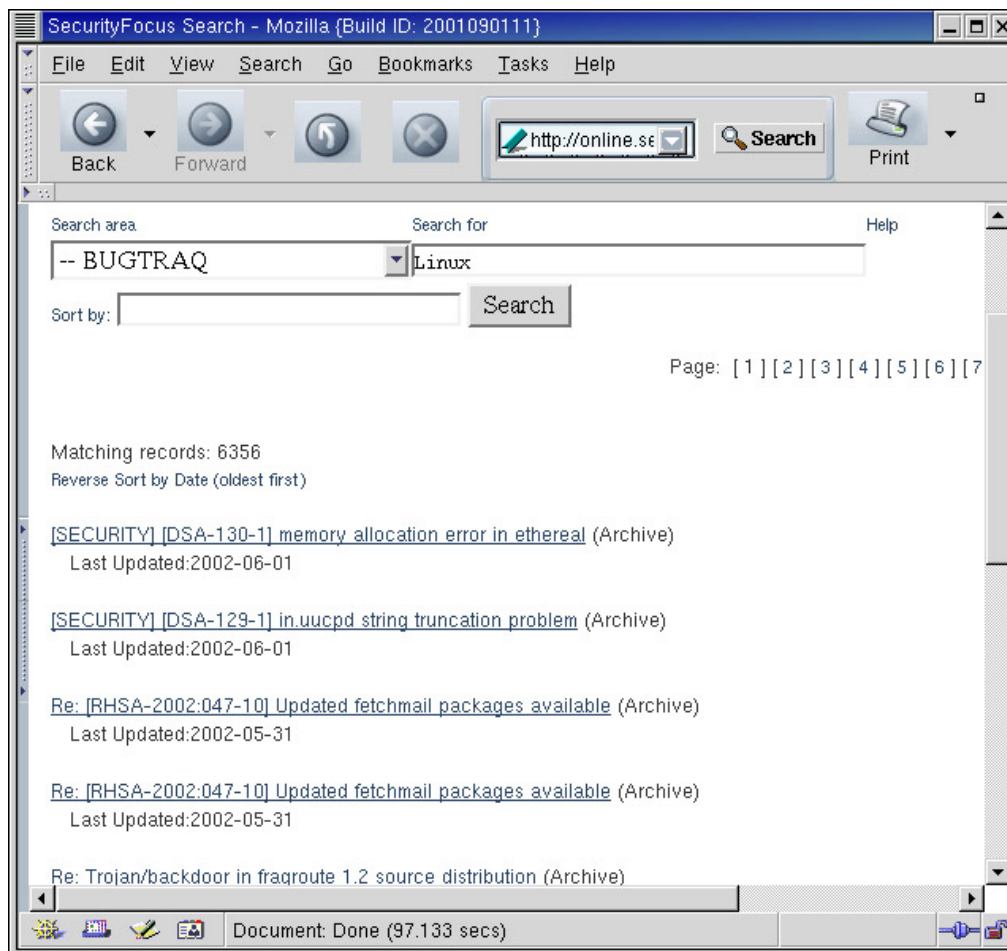 SecurityFocus Search - Mozilla {Build ID: 2001090111}
File Edit View Search Go Bookmarks Tasks Help
Back Forward http://online.se Search Print
Search area Search for Help
-- BUGTRAQ Linux
Sort by: Search
Page: [ 1 ] [ 2 ] [ 3 ] [ 4 ] [ 5 ] [ 6 ] [ 7
Matching records: 6356
Reverse Sort by Date (oldest first)
[SECURITY] [DSA-130-1] memory allocation error in ethereal (Archive)
Last Updated:2002-06-01
[SECURITY] [DSA-129-1] in.uucpd string truncation problem (Archive)
Last Updated:2002-06-01
Re: [RHSA-2002:047-10] Updated fetchmail packages available (Archive)
Last Updated:2002-05-31
Re: [RHSA-2002:047-10] Updated fetchmail packages available (Archive)
Last Updated:2002-05-31
Re: Trojan/backdoor in fragroute 1.2 source distribution (Archive)
Document: Done (97.133 secs)